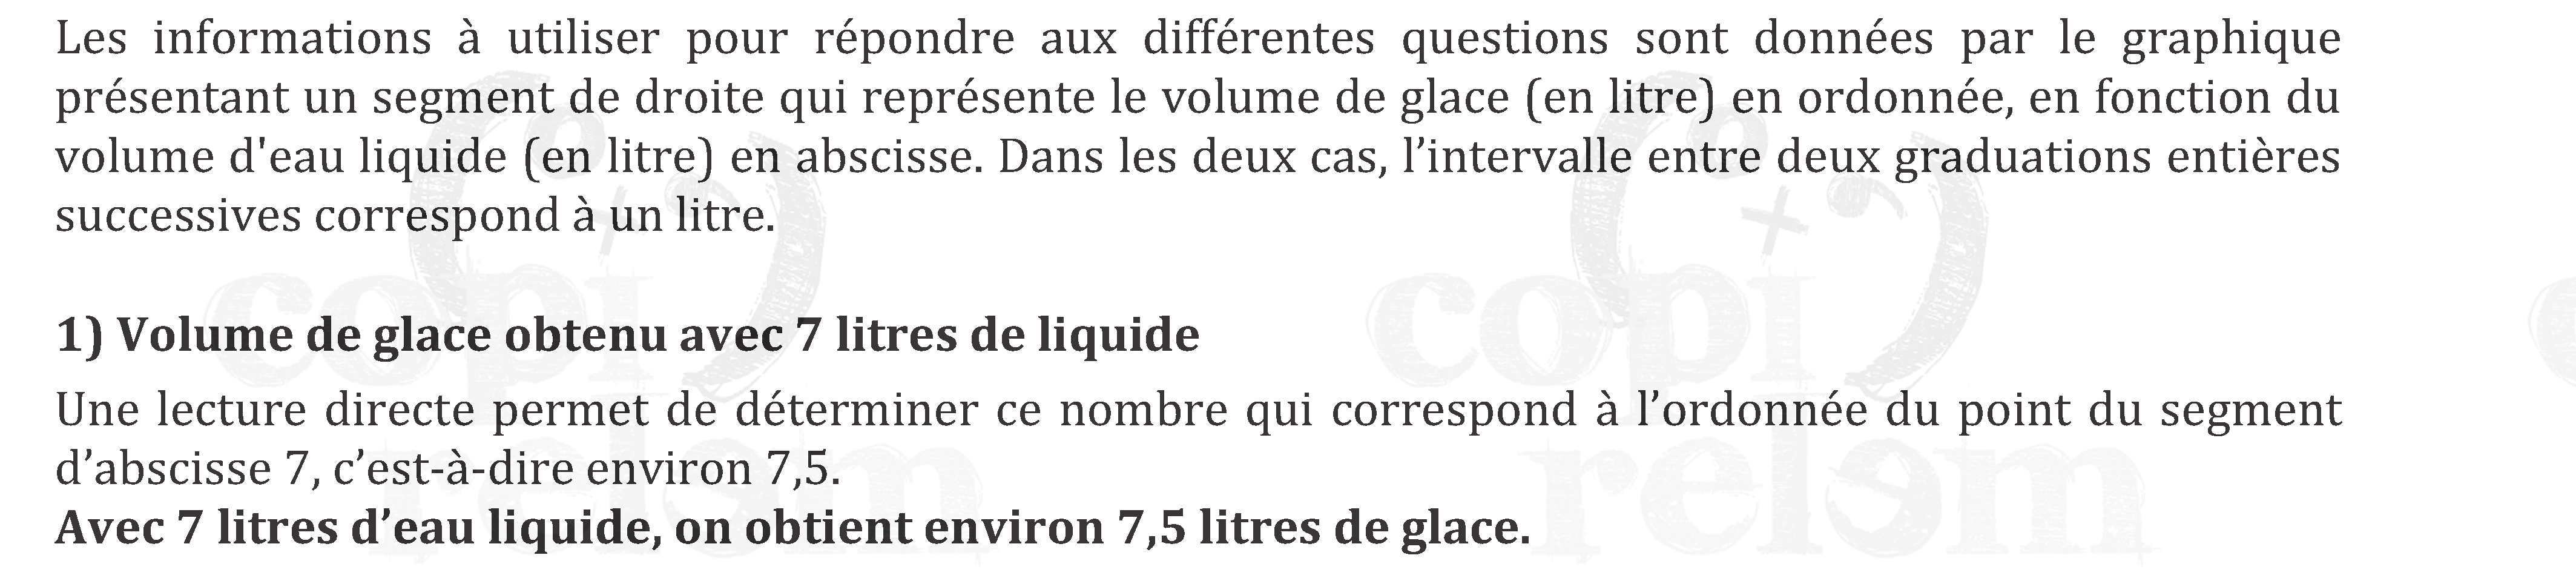 Les informations à utiliser pour répondre aux différentes questions sont données par le graphique
présentant un segment de droite qui représente le volume de glace (en litre) en ordonnée, en fonction du
volume d'eau liquide (en litre) en abscisse. Dans les deux cas, l’intervalle entre deux graduations entières
successives correspond à un litre.
1) Volume de glace obtenu avec 7 litres de liquide
Une lecture directe permet de déterminer ce nombre qui correspond à l’ordonnée du point du segment
d’abscisse 7, c’est-à-dire environ 7,5.
Avec 7 litres d’eau liquide, on obtient environ 7,5 litres de glace.
copi
relem
copi
relem